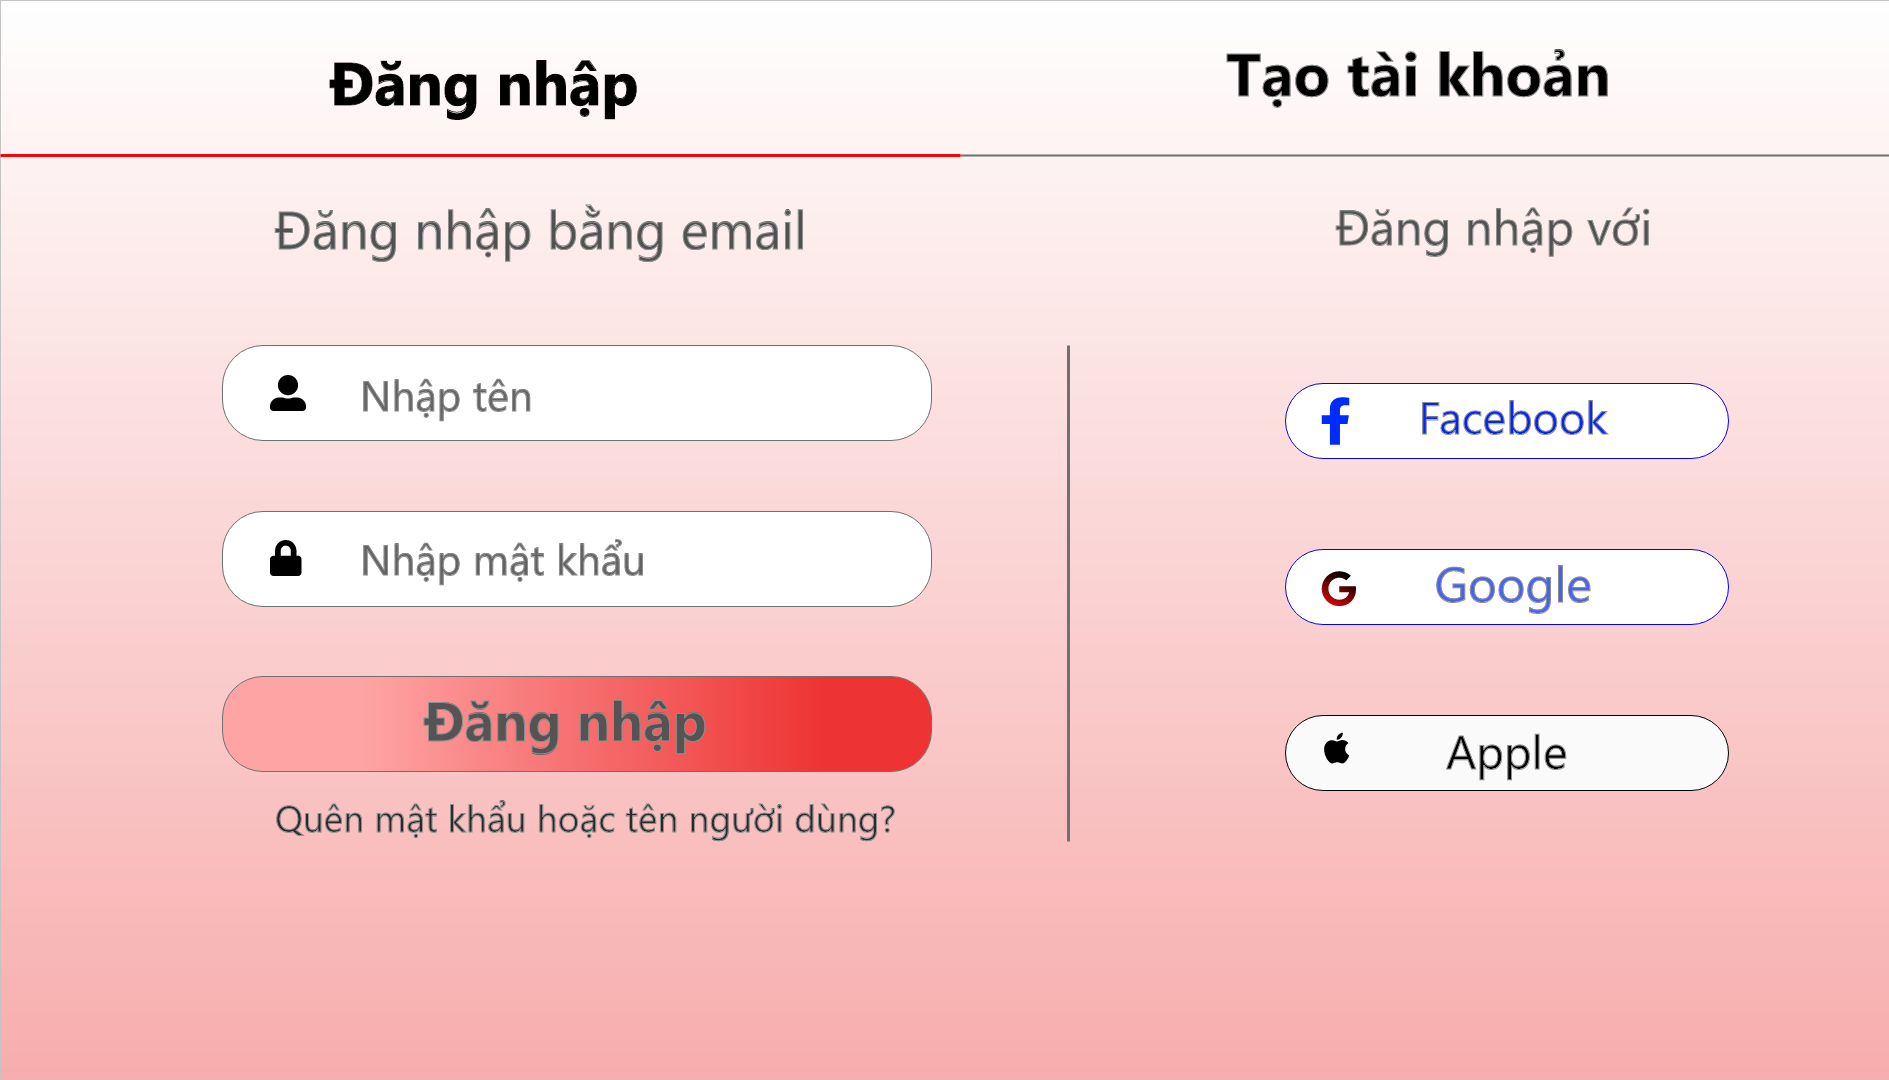 Đăng nhập
Tạo tài khoản
Đăng nhập bằng email
Nhập tên
Nhập mật khẩu
Đăng nhập
Quên mật khẩu hoặc tên người dùng?
Đăng nhập với
Facebook
Google
Apple